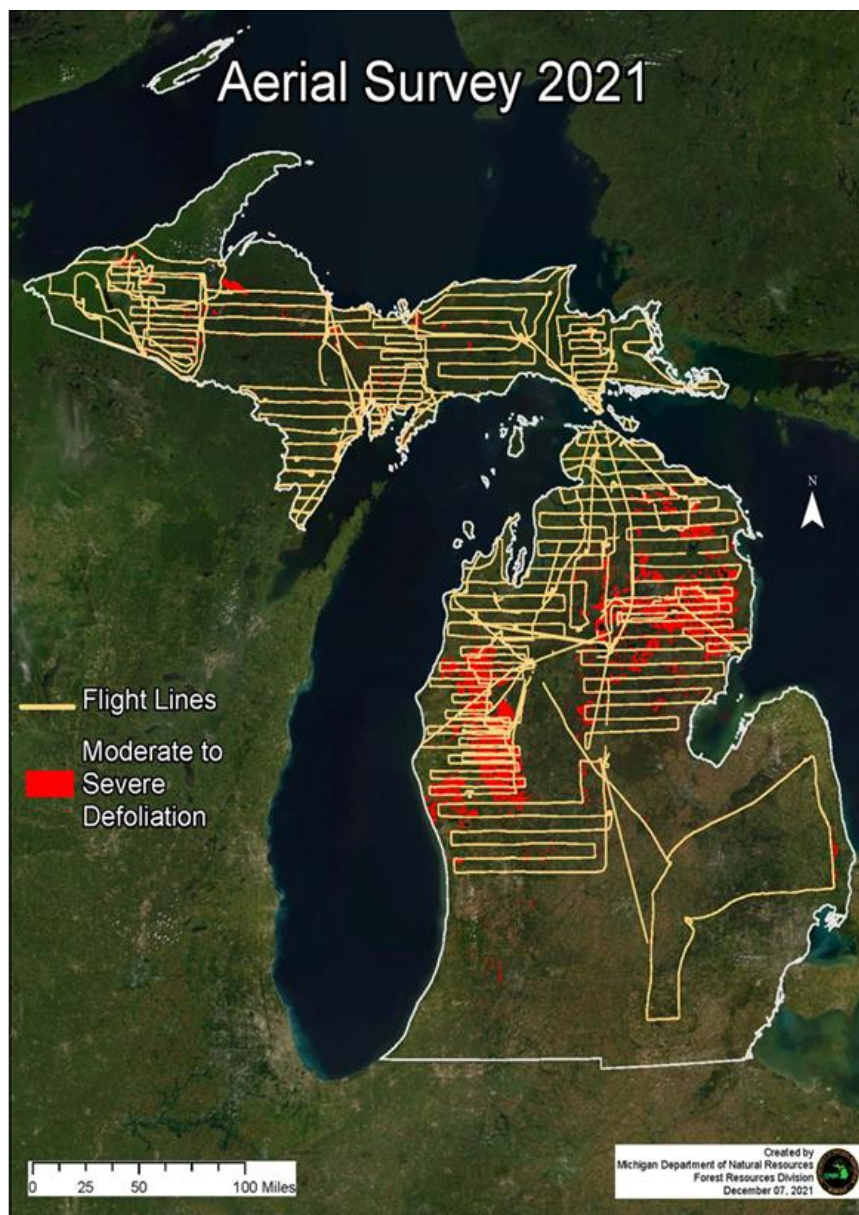 Aerial Survey 2021
N
Flight Lines
Moderate to
Severe
Defoliation
0 25 50 100 Miles
Created by
Michigan Department of Natural Resources
Forest Resources Division
December 07, 2021